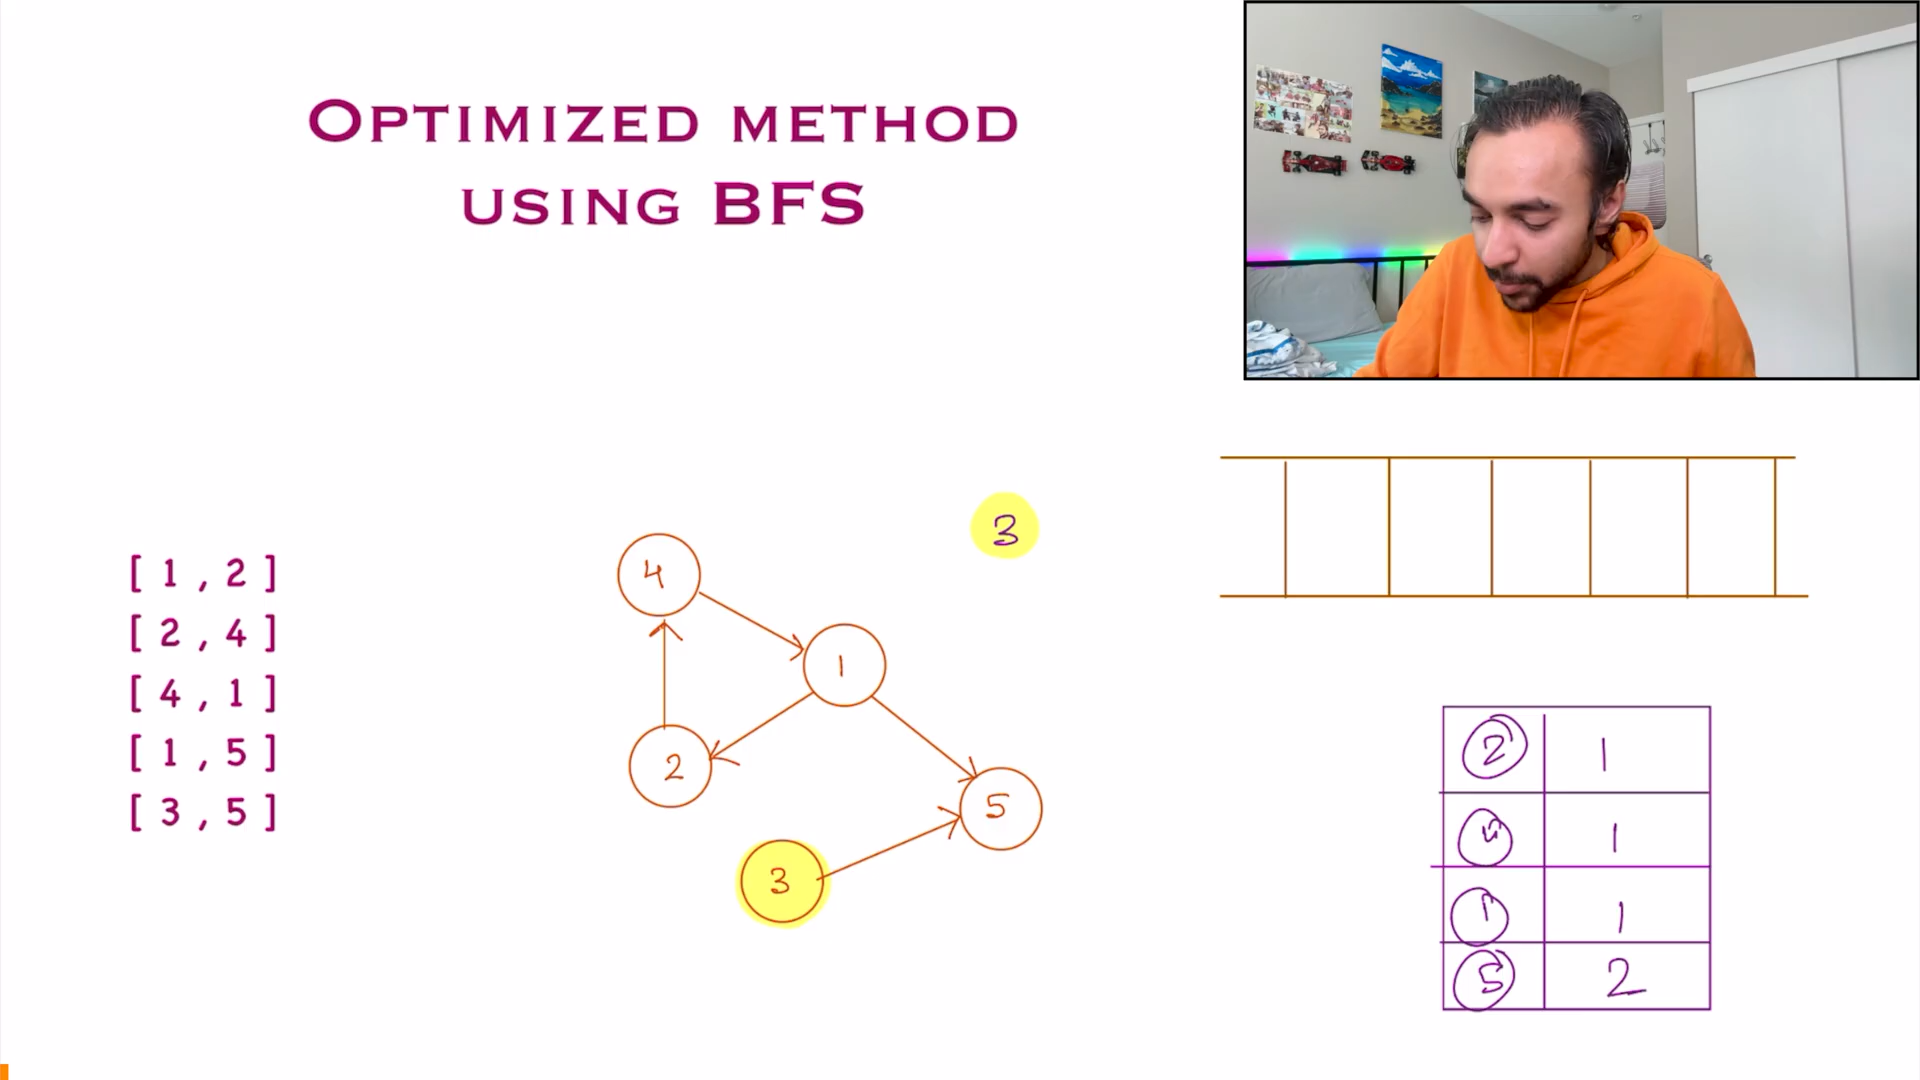 OPTIMIZED METHOD
USING BFS
[ 1 , 2 ]
[ 2 , 4 ]
[ 4 , 1 ]
[ 1 , 5 ]
[ 3 , 5 ]
3
4
1
2
5
3
2 1
4 1
1 1
5 2